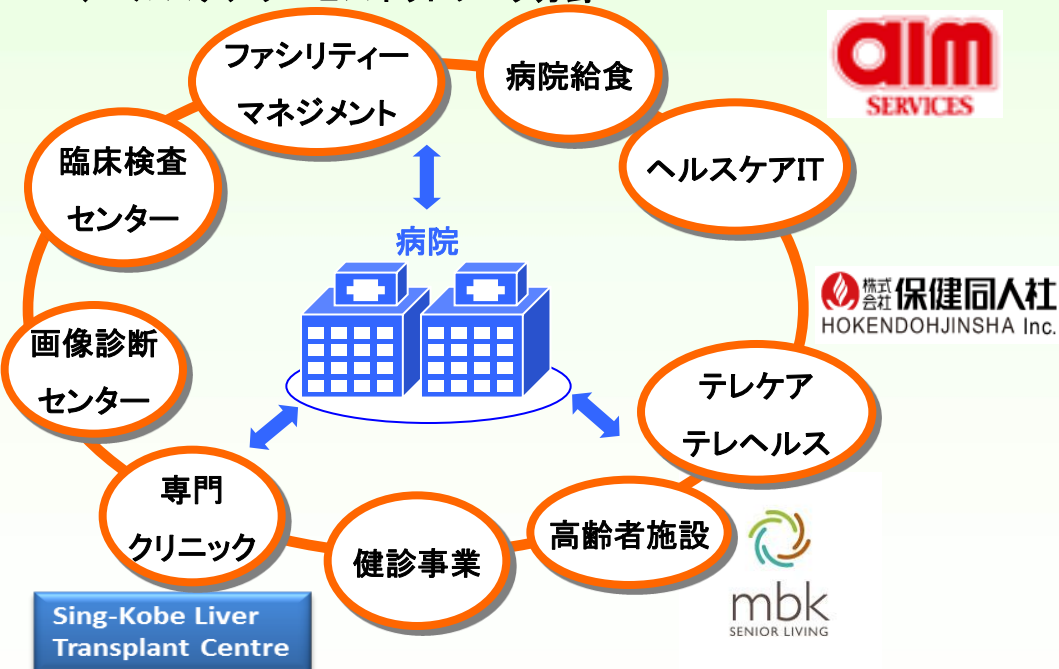 ファシリティー
マネジメント
病院給食
aim
SERVICES
臨床検査
センター
ヘルスケアIT
病院
株式
会社
保健同人社
HOKENDOHJINSHA Inc.
画像診断
センター
テレケア
テレヘルス
専門
クリニック
健診事業
高齢者施設
mbk
SENIOR LIVING
Sing-Kobe Liver
Transplant Centre